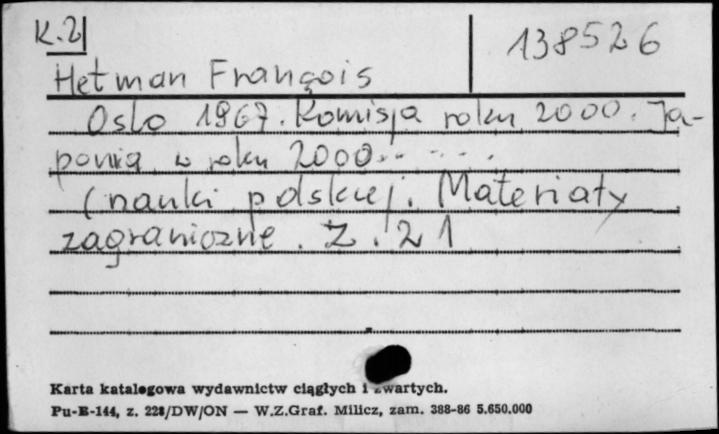 K.2
138526
Hetman François
Oslo 1967. Komisja roku 2000. Ja-
ponia w roku 2000.. ....
(nauki polskiej. Materiały
zagraniczne. Z. 21
Karta katalogowa wydawnictw ciągłych i zwartych.
Pu-B-144, z. 228/DW/ON — W.Z.Graf. Milicz, zam. 388-86 5.650.000